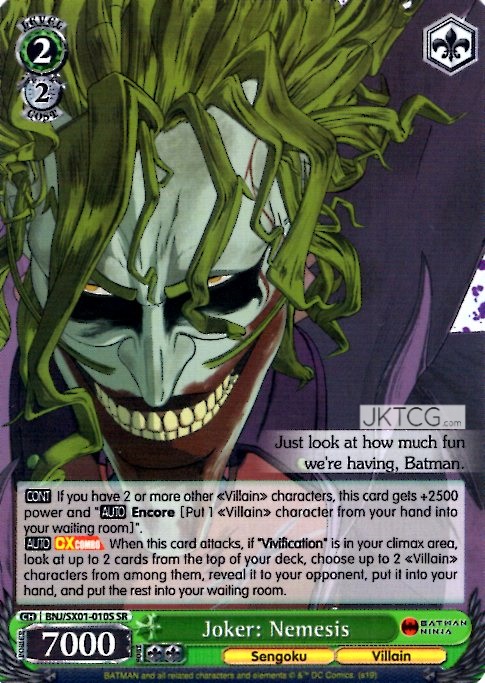 LEVEL
2
2
COST
JKTCG.com
Just look at how much fun
we're having, Batman.
CONT If you have 2 or more other «Villain» characters, this card gets +2500
power and "AUTO Encore [Put 1 «Villain» character from your hand into
your waiting room]".
AUTO CXCOMBO When this card attacks, if "Vivification" is in your climax area,
look at up to 2 cards from the top of your deck, choose up to 2 «Villain»
characters from among them, reveal it to your opponent, put it into your
hand, and put the rest into your waiting room.
CH BNJ/SX01-010S SR
POWER 7000 SOUL
Joker: Nemesis
BATMAN
NINJA
Sengoku Villain
BATMAN and all related characters and elements © & ™ DC Comics. (s19)